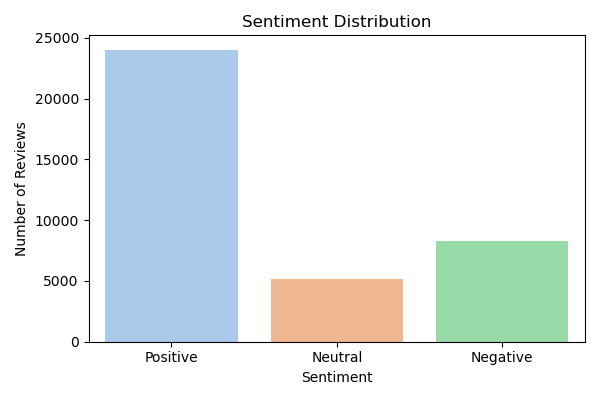 Sentiment Distribution
Number of Reviews
25000
20000
15000
10000
5000
0
Positive Neutral Negative
Sentiment